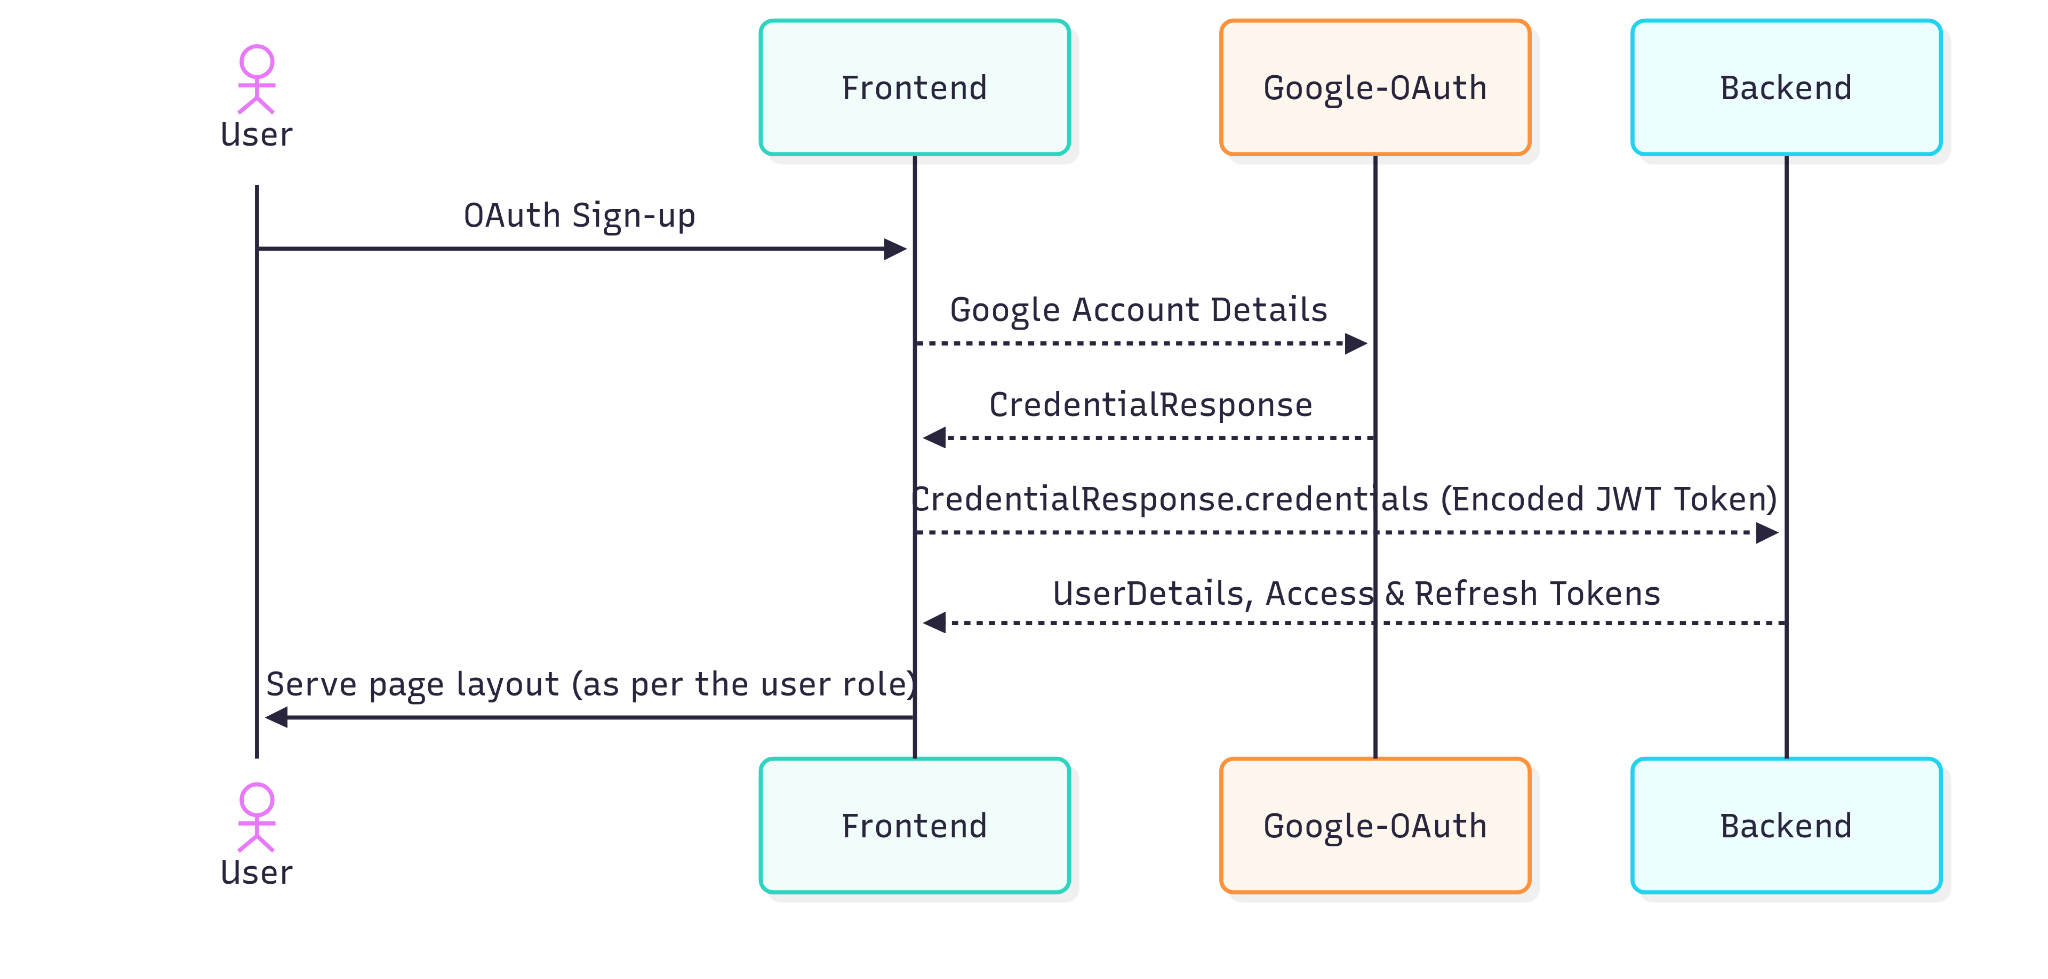 User
Frontend
Google-OAuth
Backend
OAuth Sign-up
Google Account Details
CredentialResponse
CredentialResponse.credentials (Encoded JWT Token)
UserDetails, Access & Refresh Tokens
Serve page layout (as per the user role)
User
Frontend
Google-OAuth
Backend